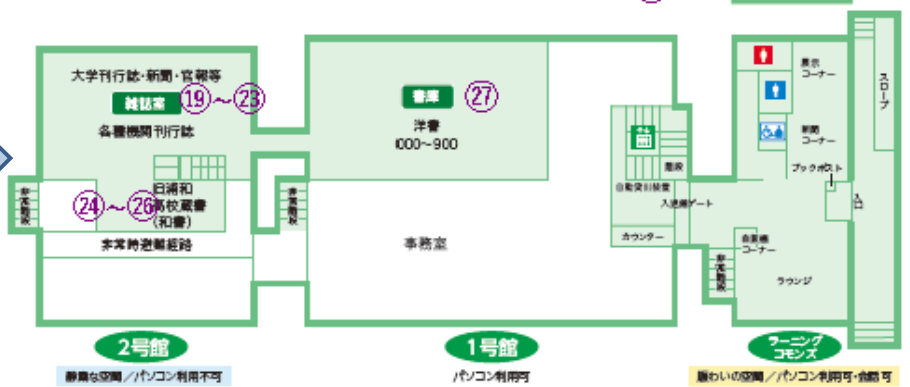 大学刊行誌・新聞・官報等
雑誌室 ⑲～㉓
各種機関刊行誌
㉔～㉖
旧浦和
高校蔵書
(和書)
非常階段
非常時避難経路
2号館
静粛な空間/パソコン利用不可
書庫 ㉗
洋書
000～900
非常階段
事務室
1号館
パソコン利用可
階段
自動貸出装置
入退館ゲート
カウンター
展示
コーナー
新聞
コーナー
ブックポスト
入口
スロープ
自販機
コーナー
非常階段
ラウンジ
ラーニング
コモンズ
賑わいの空間/パソコン利用可・会話可